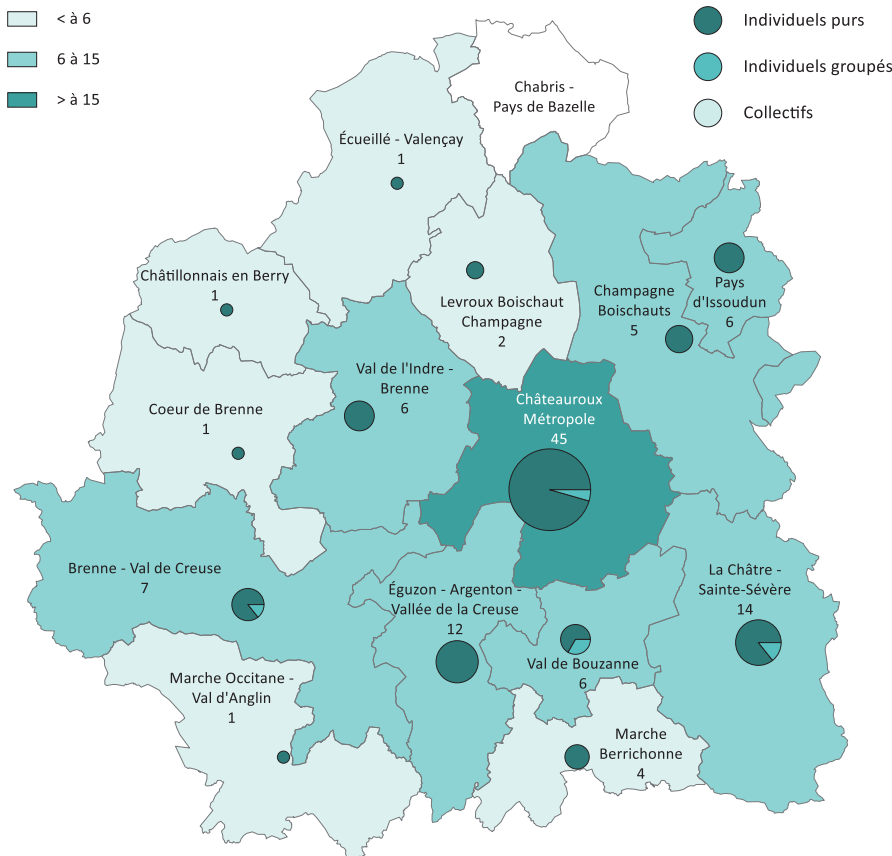 < à 6
6 à 15
> à 15
Individuels purs
Individuels groupés
Collectifs
Chabris -
Pays de Bazelle
Écueillé - Valençay
1
Châtillonnais en Berry
1
Levroux Boischaut
Champagne
2
Champagne
Boischauts
5
Pays
d'Issoudun
6
Val de l'Indre -
Brenne
6
Coeur de Brenne
1
Châteauroux
Métropole
45
Brenne - Val de Creuse
7
Éguzon - Argenton -
Vallée de la Creuse
12
La Châtre -
Sainte-Sévère
14
Val de Bouzanne
6
Marche Occitane -
Val d'Anglin
1
Marche
Berrichonne
4